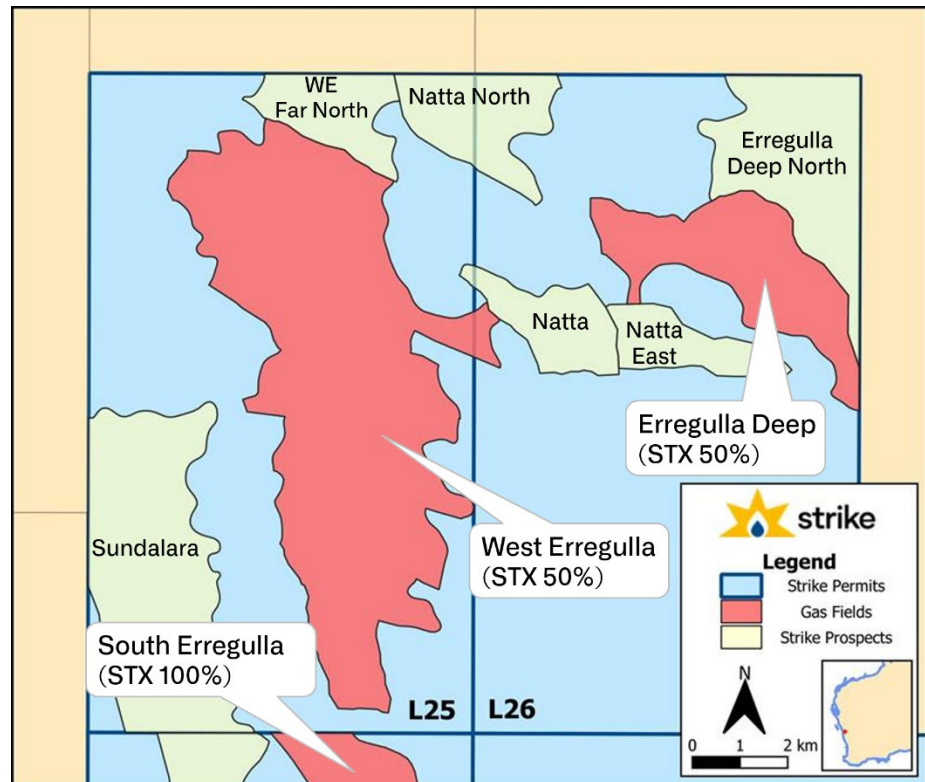 WE
Far North
Natta North
Erregulla
Deep North
Natta
Natta
East
Erregulla Deep
(STX 50%)
West Erregulla
(STX 50%)
Sundalara
South Erregulla
(STX 100%)
L25
L26
strike
Legend
Strike Permits
Gas Fields
Strike Prospects
N
0 1 2 km